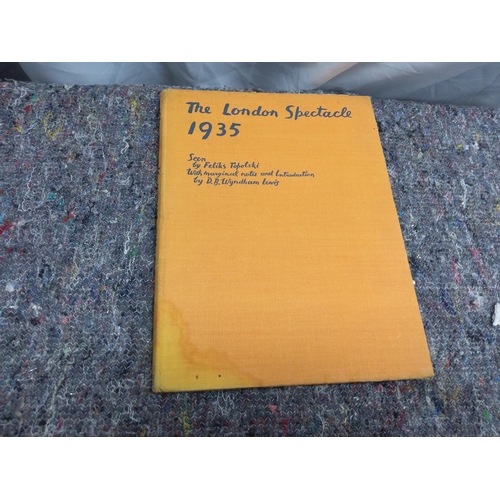 The London Spectacle
1935
Seen
by Feliks Topolski
With marginal notes and Introduction
by D.B. Wyndham Lewis